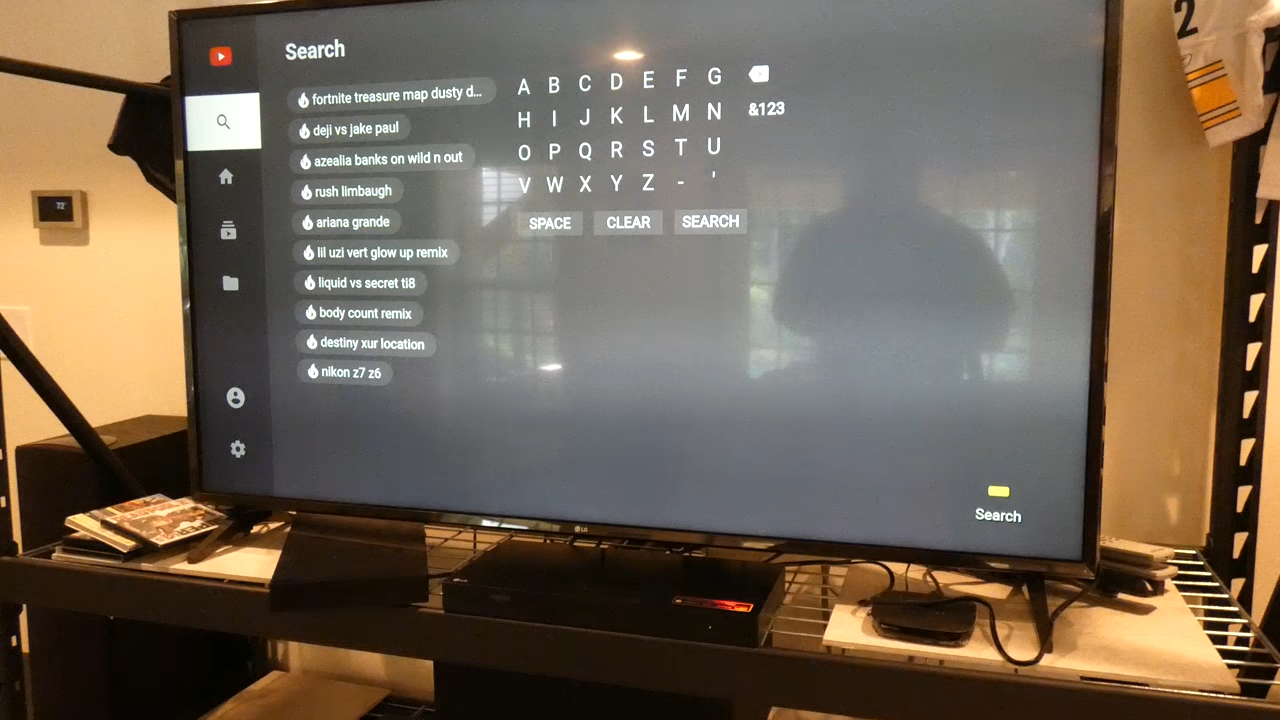 Search
fortnite treasure map dusty d...
deji vs jake paul
azealia banks on wild n out
rush limbaugh
ariana grande
lil uzi vert glow up remix
liquid vs secret ti8
body count remix
destiny xur location
nikon z7 z6
A B C D E F G
H I J K L M N &123
O P Q R S T U
V W X Y Z - '
SPACE CLEAR SEARCH
Search
LG
72°
2